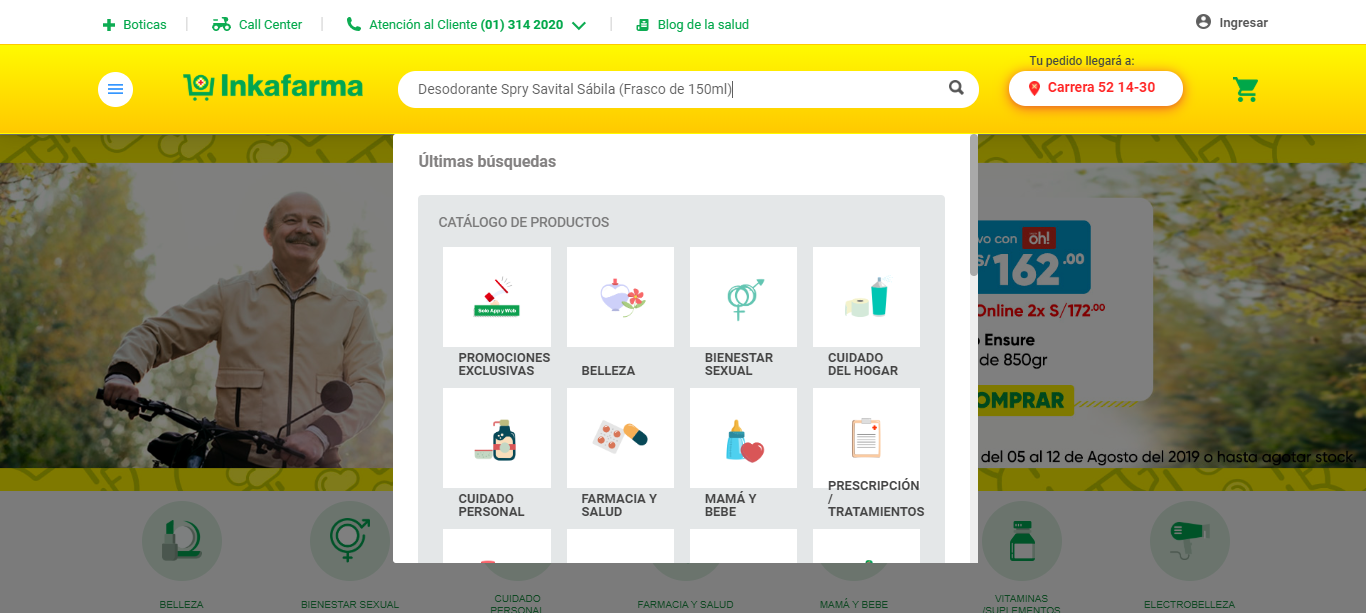 Boticas
Call Center
Atención al Cliente (01) 314 2020
Blog de la salud
Ingresar
Tu pedido llegará a:
Inkafarma
Desodorante Spry Savital Sábila (Frasco de 150ml)
Carrera 52 14-30
Últimas búsquedas
CATÁLOGO DE PRODUCTOS
Solo App y Web
PROMOCIONES
EXCLUSIVAS
BELLEZA
BIENESTAR
SEXUAL
CUIDADO
DEL HOGAR
CUIDADO
PERSONAL
FARMACIA Y
SALUD
MAMÁ Y
BEBE
PRESCRIPCIÓN
/
TRATAMIENTOS
vo con oh!
S/162.00
Online 2x S/172.00
Ensure
de 850gr
OMPRAR
del 05 al 12 de Agosto del 2019 o hasta agotar stock.
BELLEZA
BIENESTAR SEXUAL
CUIDADO
PERSONAL
FARMACIA Y SALUD
MAMÁ Y BEBE
VITAMINAS
/SUPLEMENTOS
ELECTROBELLEZA